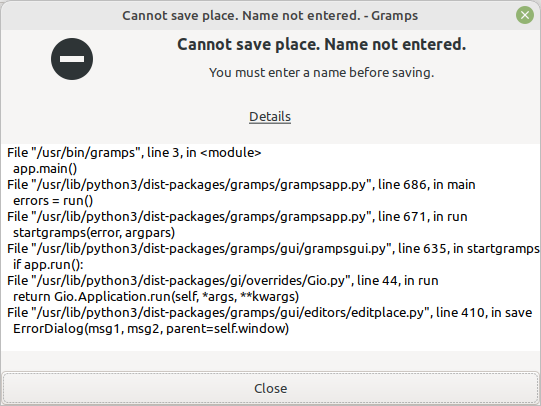 Cannot save place. Name not entered. - Gramps
Cannot save place. Name not entered.
You must enter a name before saving.
Details
File "/usr/bin/gramps", line 3, in <module>
app.main()
File "/usr/lib/python3/dist-packages/gramps/grampsapp.py", line 686, in main
errors = run()
File "/usr/lib/python3/dist-packages/gramps/grampsapp.py", line 671, in run
startgramps(error, argpars)
File "/usr/lib/python3/dist-packages/gramps/gui/grampsgui.py", line 635, in startgramps
if app.run():
File "/usr/lib/python3/dist-packages/gi/overrides/Gio.py", line 44, in run
return Gio.Application.run(self, *args, **kwargs)
File "/usr/lib/python3/dist-packages/gramps/gui/editors/editplace.py", line 410, in save
ErrorDialog(msg1, msg2, parent=self.window)
Close